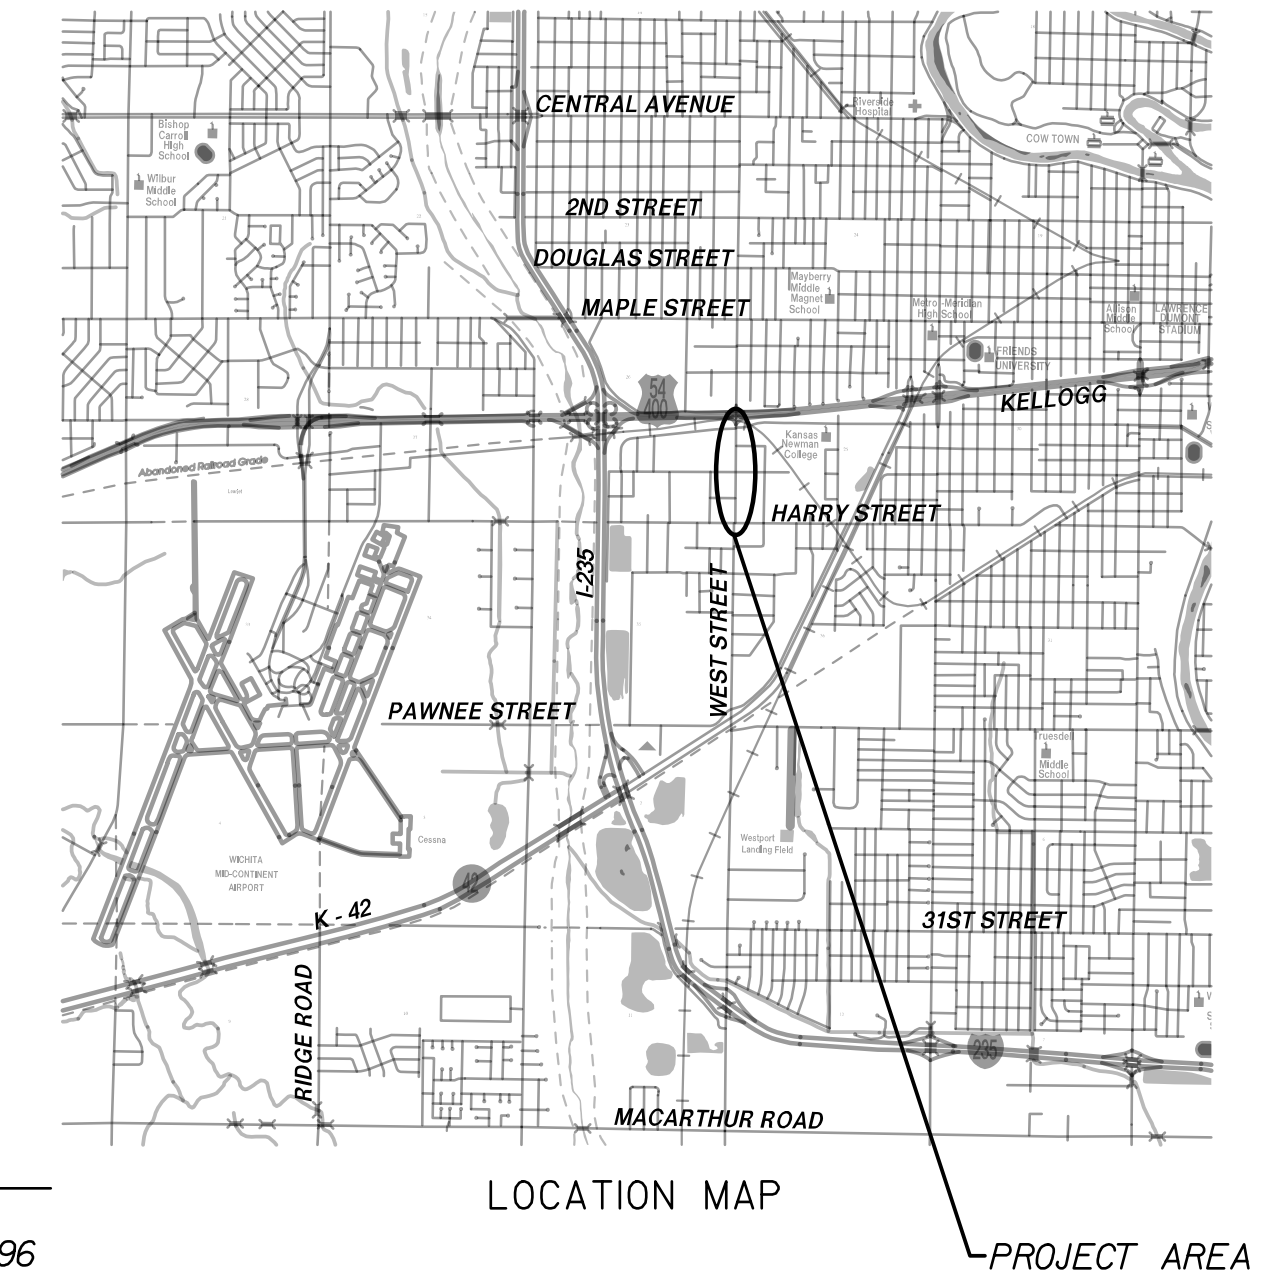 CENTRAL AVENUE
Riverside
Hospital
Bishop
Carroll
High
School
COW TOWN
Wilbur
Middle
School
2ND STREET
DOUGLAS STREET
Mayberry
Middle
Magnet
School
MAPLE STREET
Metro-Meridian
High School
Allison
Middle
School
LAWRENCE
DUMONT
STADIUM
FRIENDS
UNIVERSITY
54
400
KELLOGG
Kansas
Newman
College
Abandoned Railroad Grade
HARRY STREET
I-235
WEST STREET
PAWNEE STREET
Truesdell
Middle
School
Cessna
Westport
Landing Field
WICHITA
MID-CONTINENT
AIRPORT
42
K - 42
31ST STREET
RIDGE ROAD
235
MACARTHUR ROAD
LOCATION MAP
96
PROJECT AREA